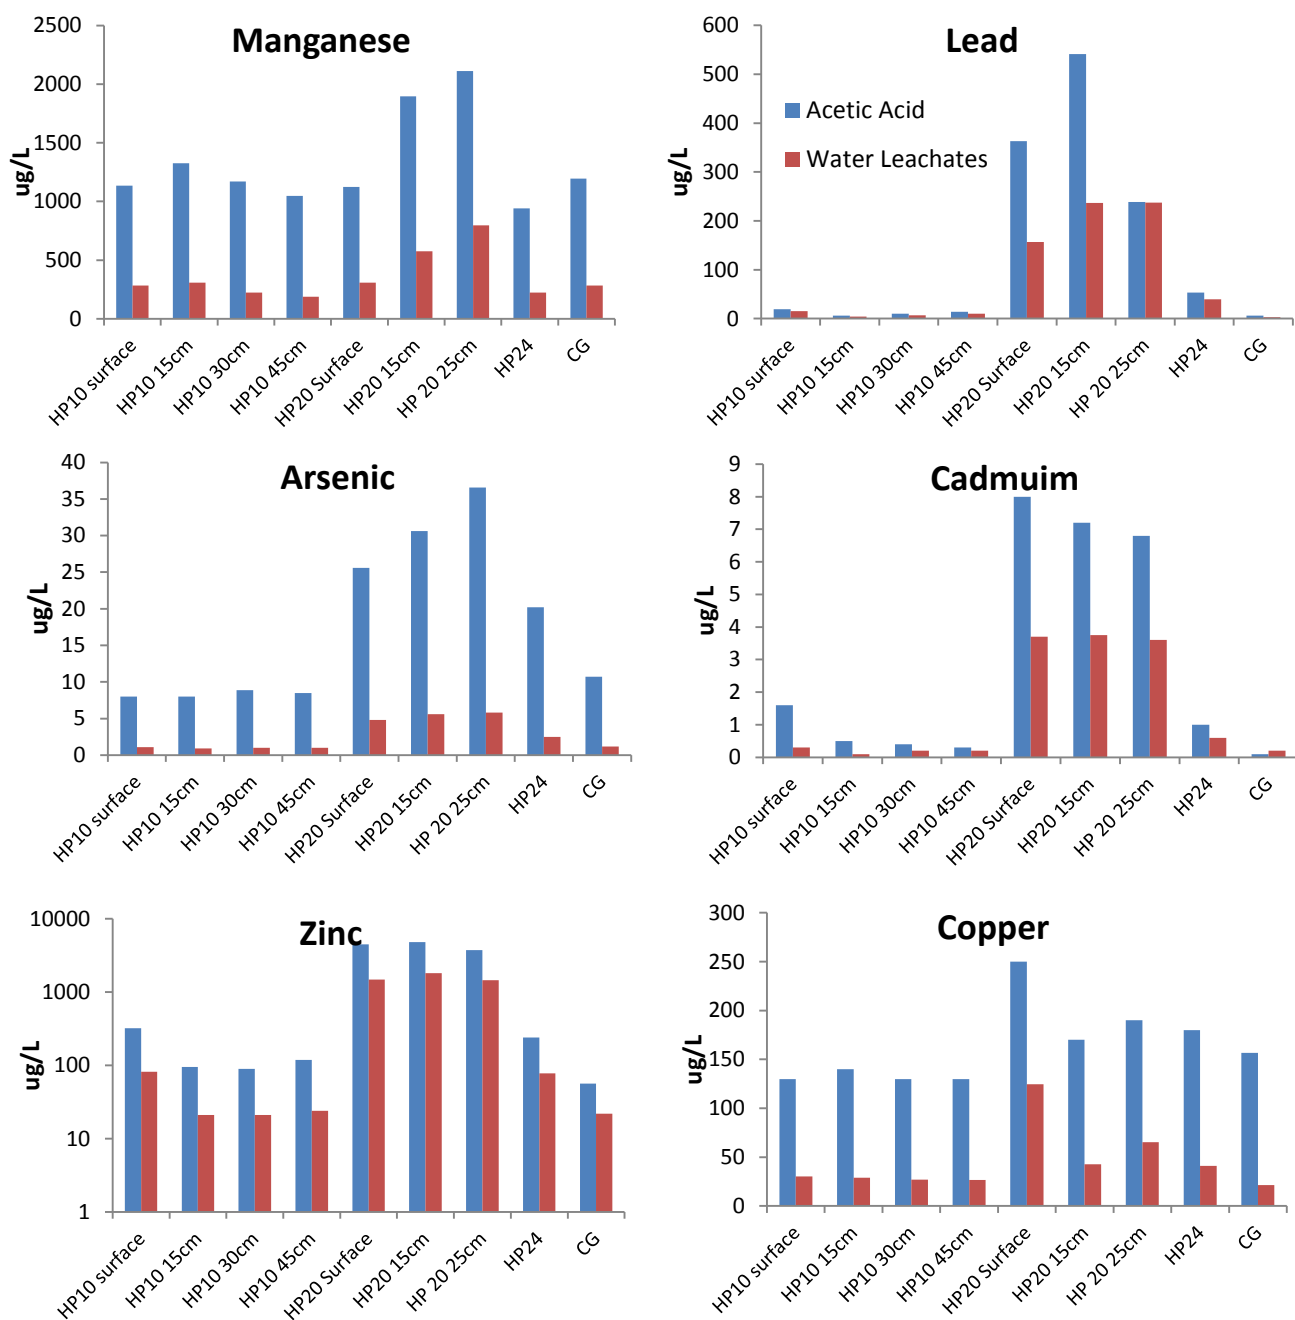 Manganese
ug/L
2500
2000
1500
1000
500
0
HP10 surface
HP10 15cm
HP10 30cm
HP10 45cm
HP20 Surface
HP20 15cm
HP 20 25cm
HP24
CG
Lead
ug/L
600
500
400
300
200
100
0
Acetic Acid
Water Leachates
HP10 surface
HP10 15cm
HP10 30cm
HP10 45cm
HP20 Surface
HP20 15cm
HP 20 25cm
HP24
CG
Arsenic
ug/L
40
35
30
25
20
15
10
5
0
HP10 surface
HP10 15cm
HP10 30cm
HP10 45cm
HP20 Surface
HP20 15cm
HP 20 25cm
HP24
CG
Cadmuim
ug/L
9
8
7
6
5
4
3
2
1
0
HP10 surface
HP10 15cm
HP10 30cm
HP10 45cm
HP20 Surface
HP20 15cm
HP 20 25cm
HP24
CG
Zinc
ug/L
10000
1000
100
10
1
HP10 surface
HP10 15cm
HP10 30cm
HP10 45cm
HP20 Surface
HP20 15cm
HP 20 25cm
HP24
CG
Copper
ug/L
300
250
200
150
100
50
0
HP10 surface
HP10 15cm
HP10 30cm
HP10 45cm
HP20 Surface
HP20 15cm
HP 20 25cm
HP24
CG